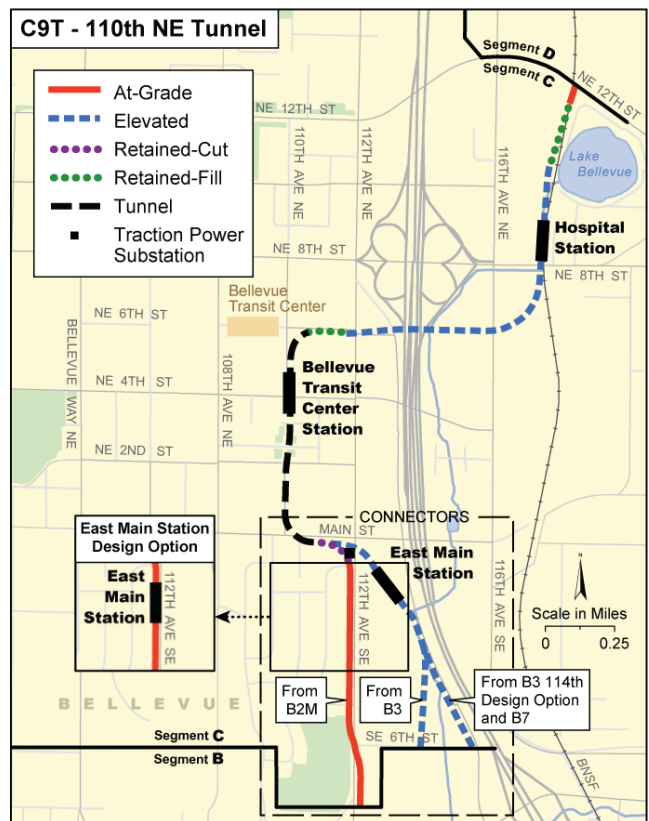 C9T - 110th NE Tunnel
At-Grade
Elevated
Retained-Cut
Retained-Fill
Tunnel
Traction Power
Substation
Segment D
Segment C
NE 12TH ST
NE 12TH ST
110TH AVE NE
112TH AVE NE
116TH AVE NE
Lake
Bellevue
Hospital
Station
NE 8TH ST
NE 8TH ST
Bellevue
Transit Center
NE 6TH ST
BELLEVUE
WAY NE
108TH AVE NE
NE 4TH ST
Bellevue
Transit
Center
Station
NE 2ND ST
CONNECTORS
MAIN ST
East Main Station
Design Option
East
Main
Station
112TH AVE SE
East Main
Station
112TH AVE SE
116TH AVE SE
N
Scale in Miles
0 0.25
From
B2M
From
B3
From B3 114th
Design Option
and B7
BELLEVUE
SE 6TH ST
Segment C
Segment B
BNSF